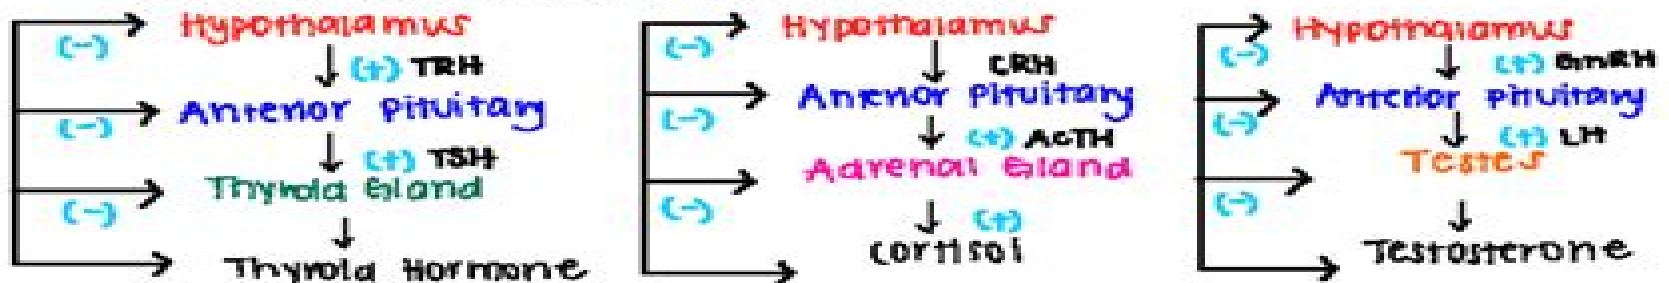 Hypothalamus
(-)
(+) TRH
Anterior Pituitary
(-)
(+) TSH
Thyroid Gland
(-)
Thyroid Hormone
Hypothalamus
(-)
CRH
Anterior Pituitary
(-)
(+) ACTH
Adrenal Gland
(-)
(+)
Cortisol
Hypothalamus
(-)
(+) GnRH
Anterior Pituitary
(-)
(+) LH
Testes
(-)
Testosterone